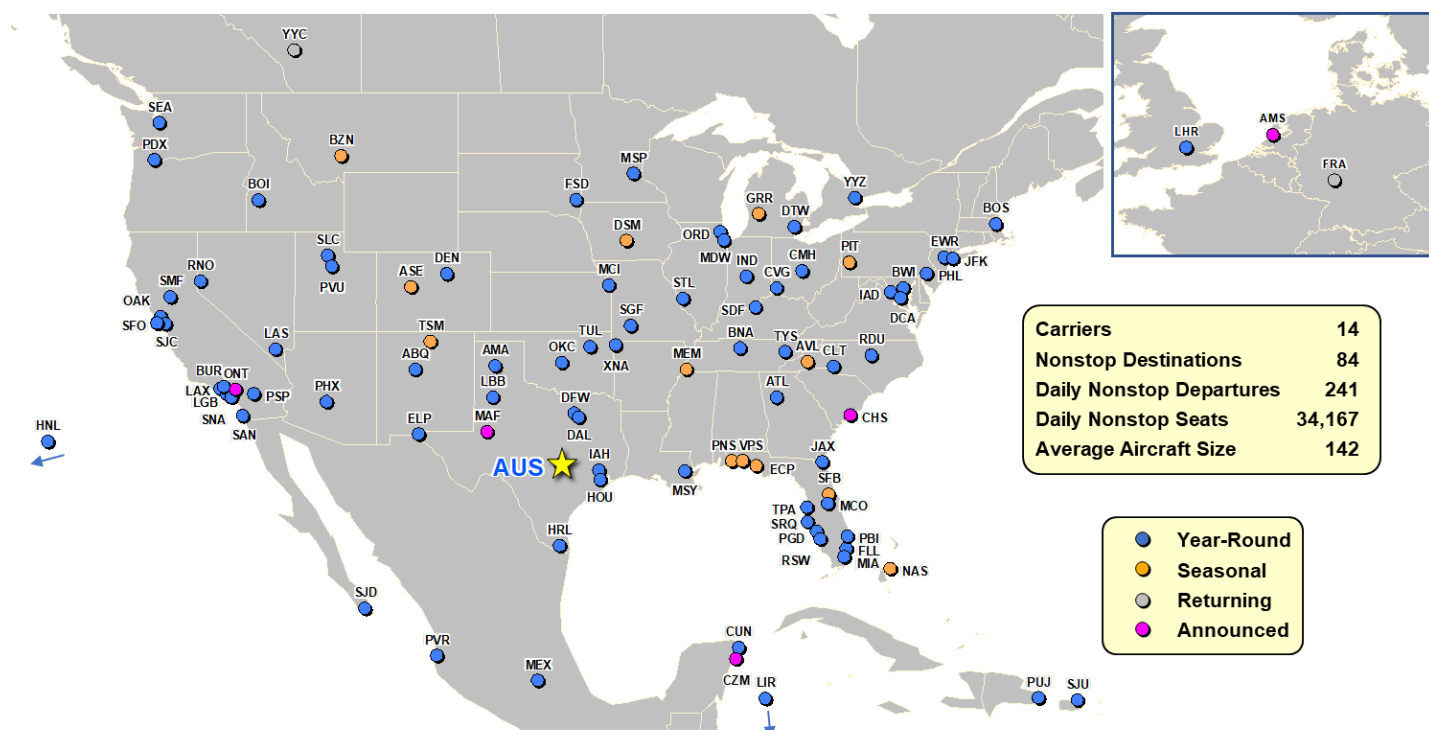 YYC
SEA
PDX
BZN
BOI
MSP
FSD
YYZ
GRR
DTW
BOS
DSM
ORD
MDW
SLC
PVU
RNO
SMF
ASE
DEN
MCI
STL
IND
CMH
CVG
PIT
EWR
JFK
PHL
BWI
IAD
DCA
OAK
SFO
SJC
LAS
TSM
ABQ
AMA
OKC
TUL
SGF
XNA
SDF
BNA
TYS
AVL
CLT
RDU
MEM
ATL
CHS
BUR
ONT
LAX
LGB
PSP
SNA
SAN
PHX
LBB
MAF
ELP
DFW
DAL
HNL
AUS
IAH
HOU
MSY
PNS
VPS
ECP
JAX
SFB
MCO
TPA
SRQ
PGD
RSW
PBI
FLL
MIA
NAS
HRL
SJD
PVR
MEX
CUN
CZM
LIR
PUJ
SJU
LHR
AMS
FRA
Carriers 14
Nonstop Destinations 84
Daily Nonstop Departures 241
Daily Nonstop Seats 34,167
Average Aircraft Size 142
Year-Round
Seasonal
Returning
Announced